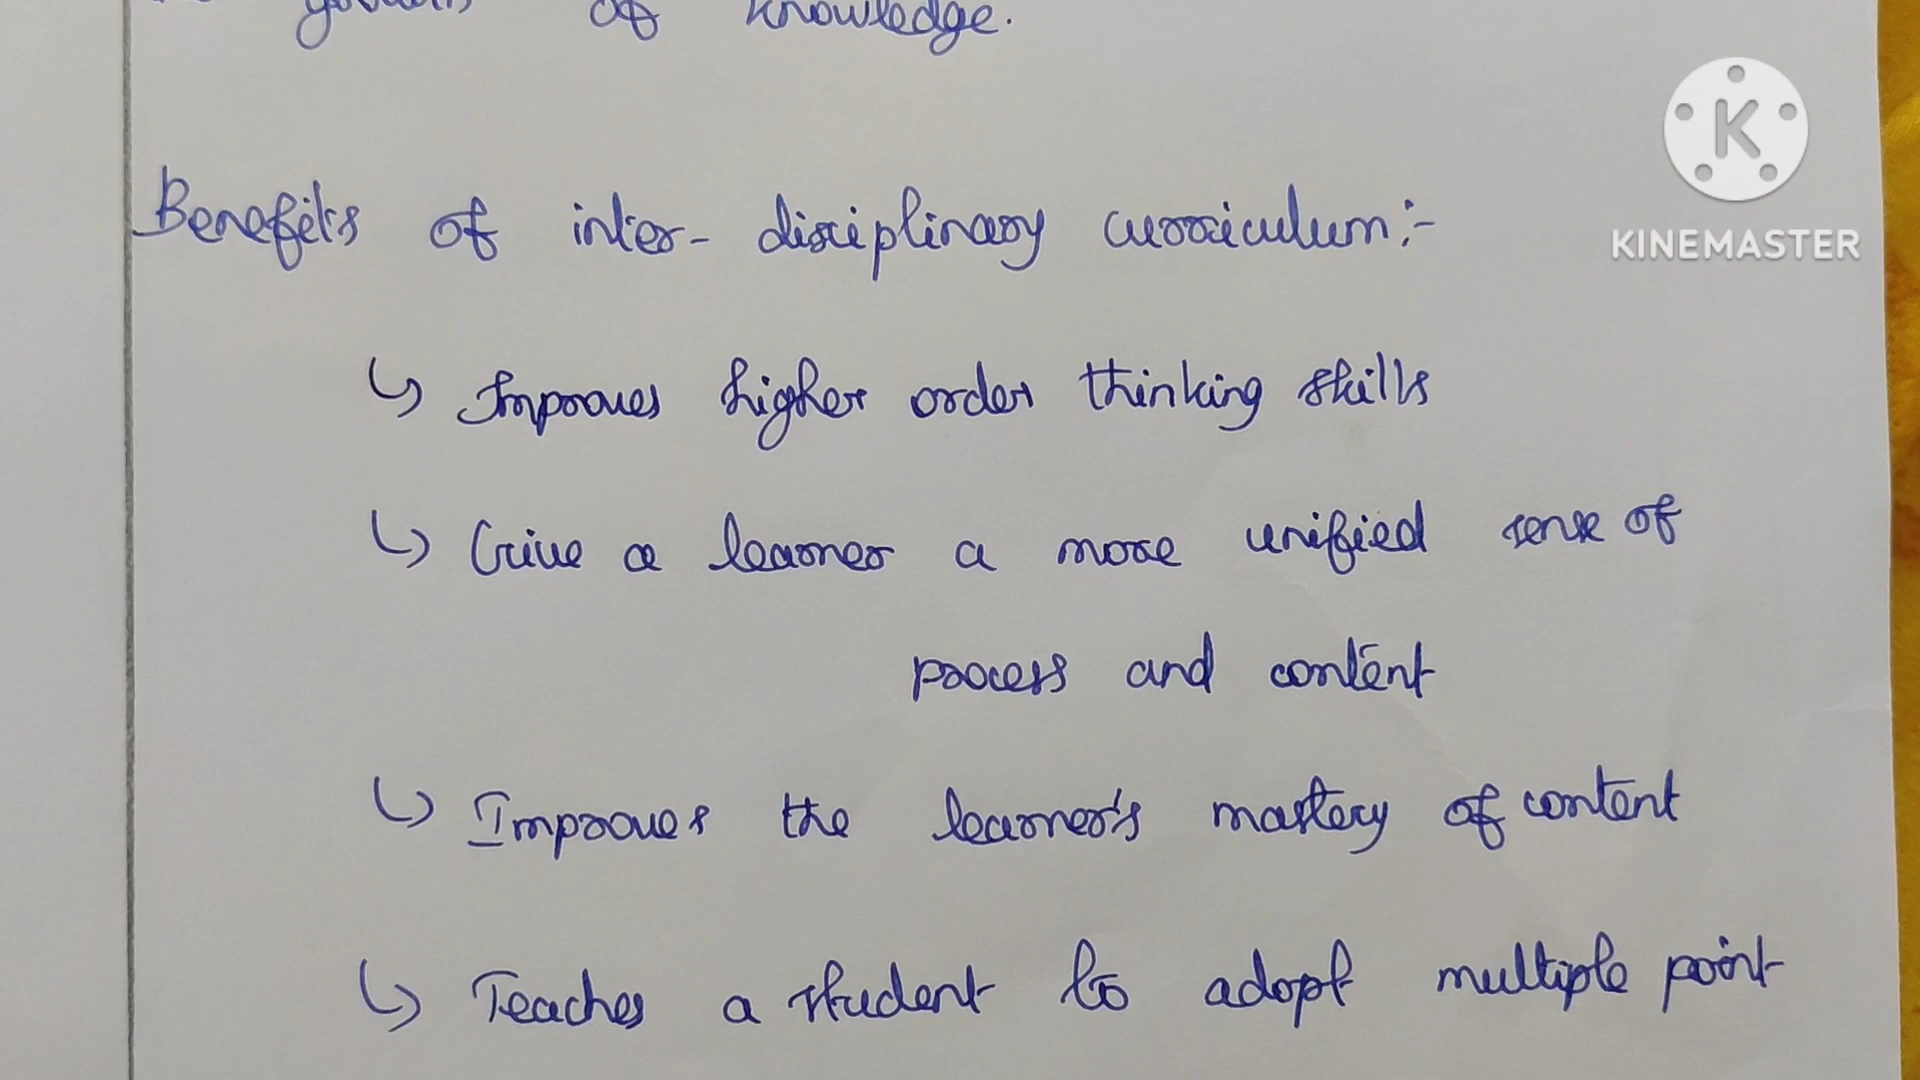 of knowledge.
Benefits of inter- disciplinary curriculum:-
↳ Improves higher order thinking skills
↳ Give a learner a more unified sense of
process and content
↳ Improves the learner's mastery of content
↳ Teaches a student to adopt multiple point
K
KINEMASTER